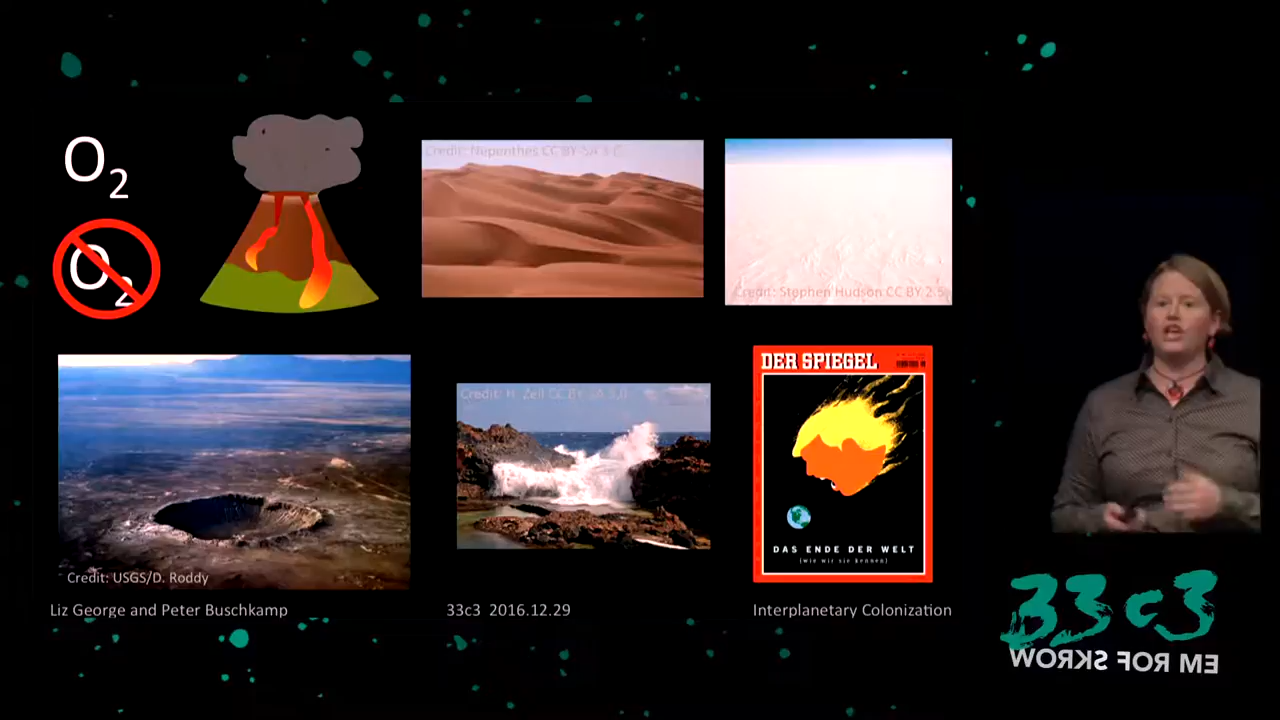 O2
O2
Credit: Nepenthes CC BY-SA 3.0
Credit: Stephen Hudson CC BY 2.5
DER SPIEGEL
DAS ENDE DER WELT
(wie wir sie kennen)
Credit: USGS/D. Roddy
Credit: H. Zell CC BY-SA 3.0
Liz George and Peter Buschkamp
33c3 2016.12.29
Interplanetary Colonization
33c3
WORKS FOR ME